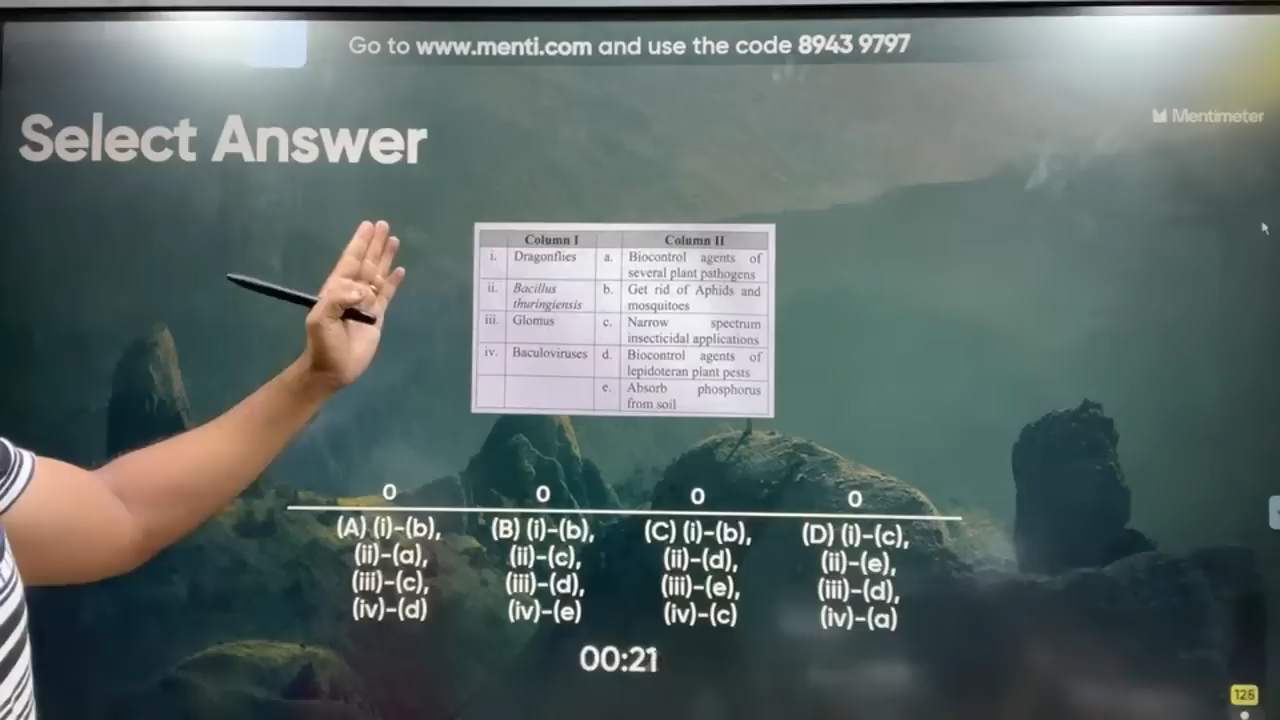 Go to www.menti.com and use the code 8943 9797
Mentimeter
Select Answer
Column I Column II
i. Dragonflies a. Biocontrol agents of
several plant pathogens
ii. Bacillus b. Get rid of Aphids and
thuringiensis mosquitoes
iii. Glomus c. Narrow spectrum
insecticidal applications
iv. Baculoviruses d. Biocontrol agents of
lepidoteran plant pests
e. Absorb phosphorus
from soil
0 0 0 0
(A) (i)-(b), (B) (i)-(b), (C) (i)-(b), (D) (i)-(c),
(ii)-(a), (ii)-(c), (ii)-(d), (ii)-(e),
(iii)-(c), (iii)-(d), (iii)-(e), (iii)-(d),
(iv)-(d) (iv)-(e) (iv)-(c) (iv)-(a)
00:21
126